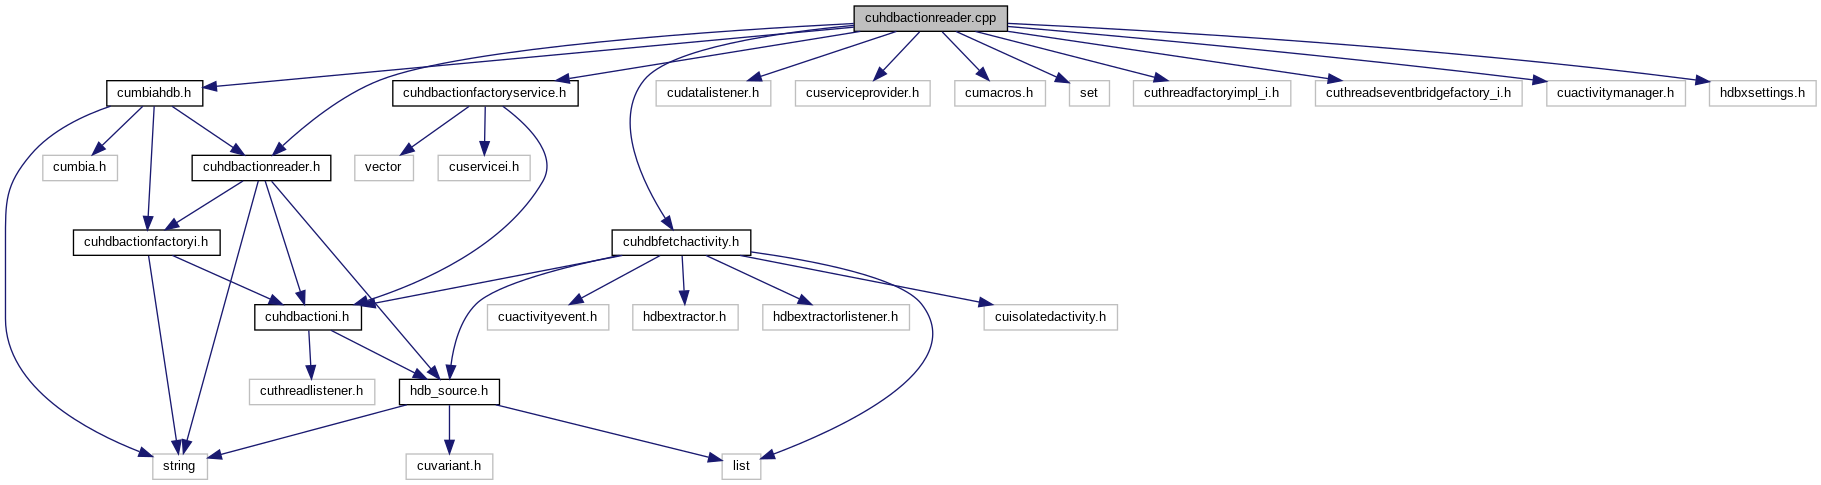 cuhdbactionreader.cpp
cumbiahdb.h
cuhdbactionfactoryservice.h
cudatalistener.h
cuserviceprovider.h
cumacros.h
set
cuthreadfactoryimpl_i.h
cuthreadseventbridgefactory_i.h
cuactivitymanager.h
hdbxsettings.h
cumbia.h
cuhdbactionreader.h
vector
cuservicei.h
cuhdbactionfactoryi.h
cuhdbfetchactivity.h
cuhdbactioni.h
cuactivityevent.h
hdbextractor.h
hdbextractorlistener.h
cuisolatedactivity.h
cuthreadlistener.h
hdb_source.h
string
cuvariant.h
list